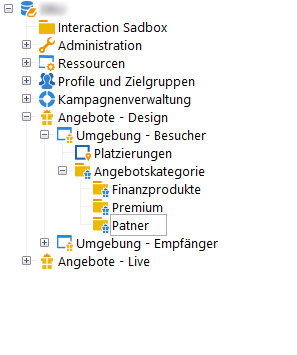 Interaction Sadbox
Administration
Ressourcen
Profile und Zielgruppen
Kampagnenverwaltung
Angebote - Design
Umgebung - Besucher
Platzierungen
Angebotskategorie
Finanzprodukte
Premium
Patner
Umgebung - Empfänger
Angebote - Live